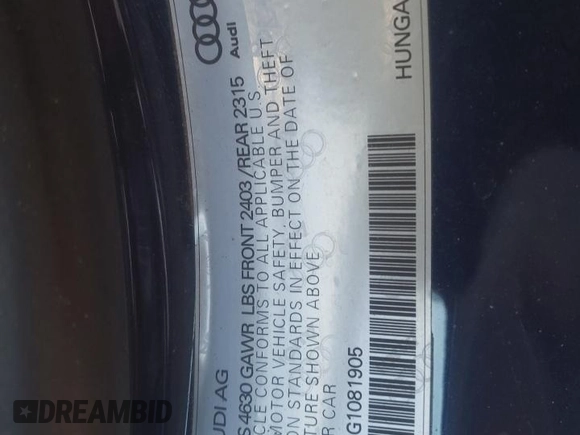 Audi
UDI AG
S 4630 GAWR LBS FRONT 2403 /REAR 2315
CLE CONFORMS TO ALL APPLICABLE U.S.
MOTOR VEHICLE SAFETY, BUMPER AND THEFT
ON STANDARDS IN EFFECT ON THE DATE OF
TURE SHOWN ABOVE
CAR
G1081905
HUNGA
DREAMBID